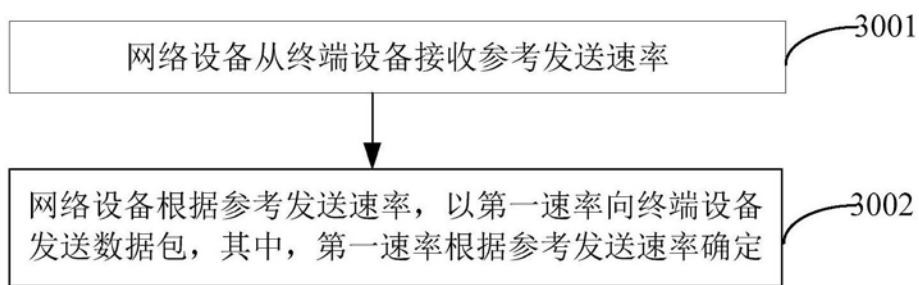 网络设备从终端设备接收参考发送速率
3001
网络设备根据参考发送速率，以第一速率向终端设备
发送数据包，其中，第一速率根据参考发送速率确定
3002